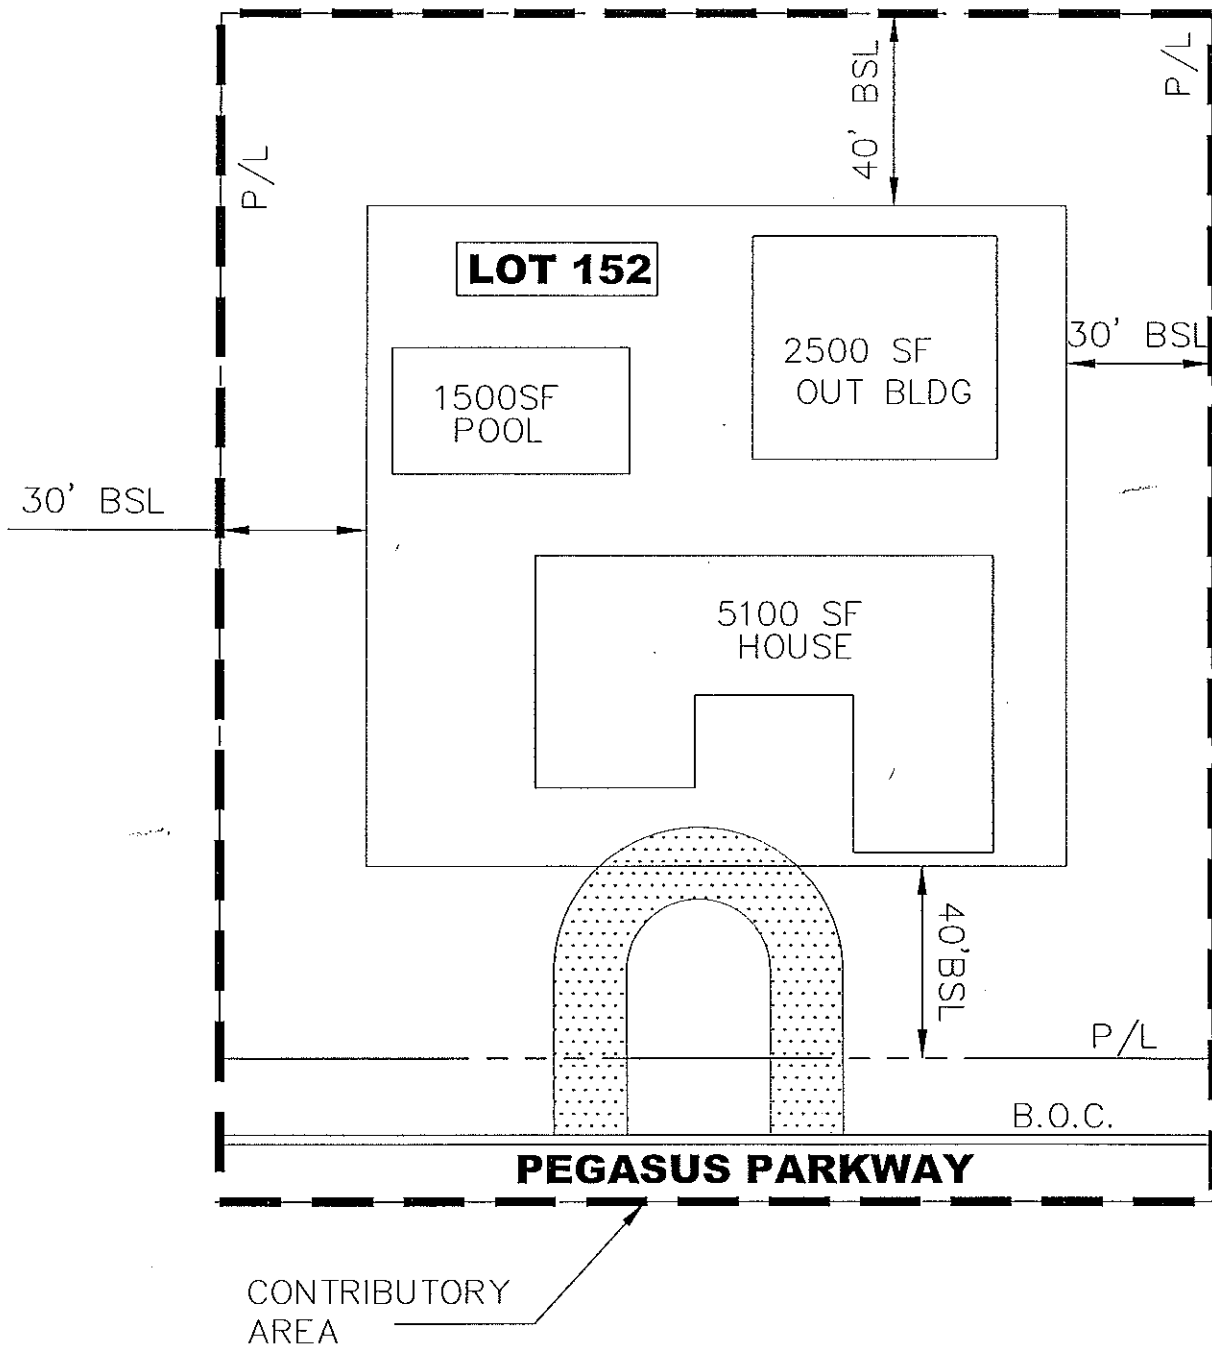 40' BSL
P/L
P/L
LOT 152
2500 SF
OUT BLDG
30' BSL
1500SF
POOL
30' BSL
5100 SF
HOUSE
40'BSL
P/L
B.O.C.
PEGASUS PARKWAY
CONTRIBUTORY
AREA